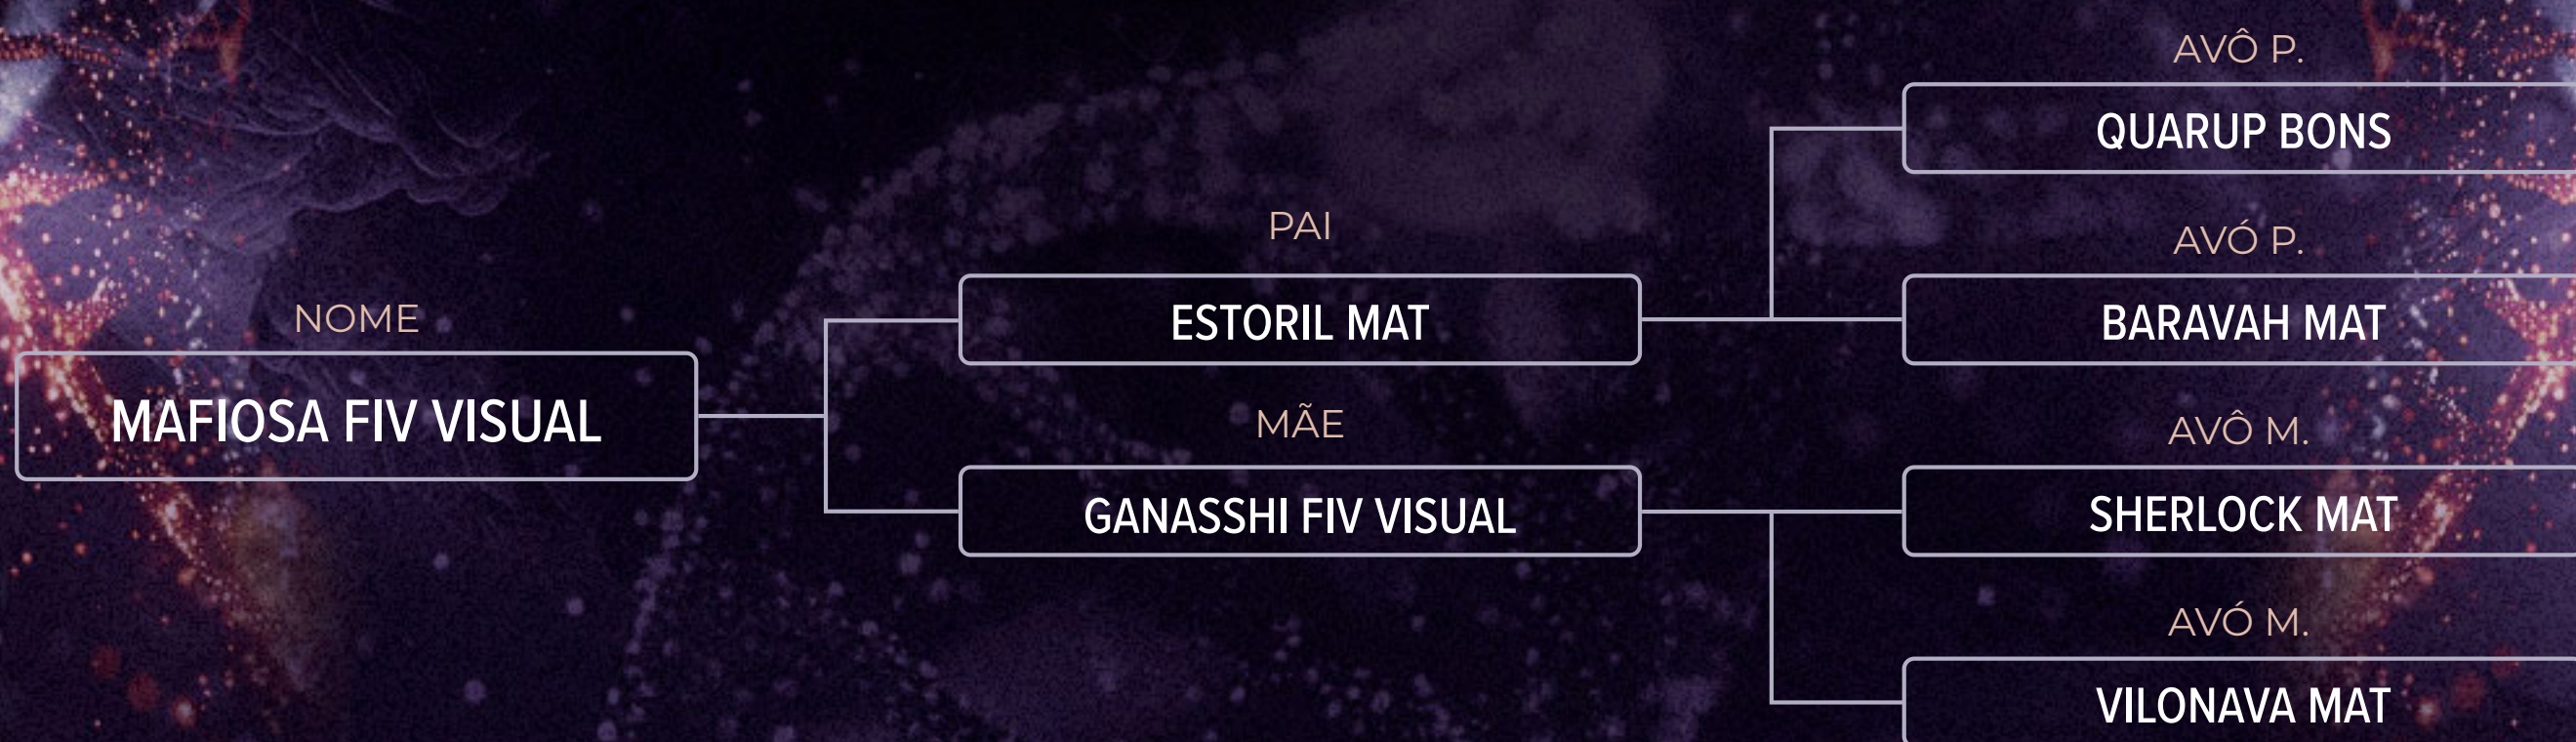 NOME
MAFIOSA FIV VISUAL
PAI
ESTORIL MAT
MÃE
GANASSHI FIV VISUAL
AVÔ P.
QUARUP BONS
AVÓ P.
BARAVAH MAT
AVÔ M.
SHERLOCK MAT
AVÓ M.
VILONAVA MAT